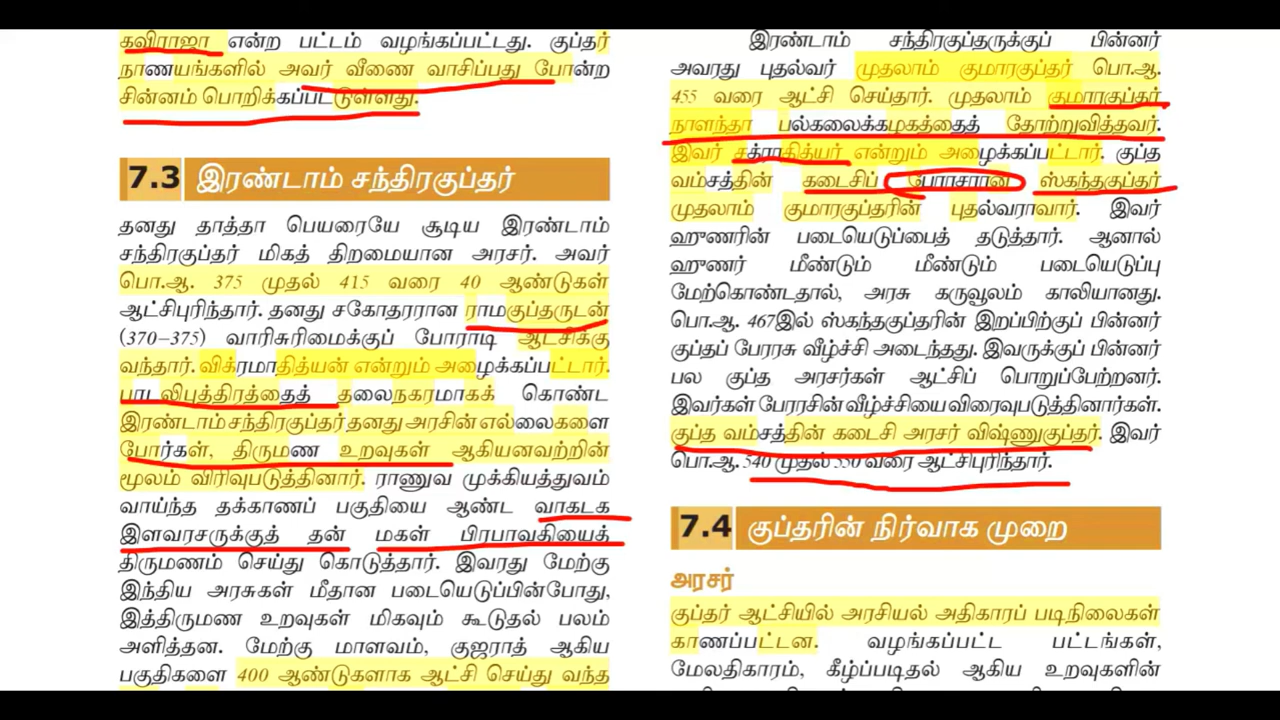 கவிராஜா என்ற பட்டம் வழங்கப்பட்டது. குப்தர்
நாணயங்களில் அவர் வீணை வாசிப்பது போன்ற
சின்னம் பொறிக்கப்பட்டுள்ளது.
7.3 இரண்டாம் சந்திரகுப்தர்
தனது தாத்தா பெயரையே சூடிய இரண்டாம்
சந்திரகுப்தர் மிகத் திறமையான அரசர். அவர்
பொ.ஆ. 375 முதல் 415 வரை 40 ஆண்டுகள்
ஆட்சிபுரிந்தார். தனது சகோதரரான ராமகுப்தருடன்
(370–375) வாரிசுரிமைக்குப் போராடி ஆட்சிக்கு
வந்தார். விக்ரமாதித்யன் என்றும் அழைக்கப்பட்டார்.
பாடலிபுத்திரத்தைத் தலைநகரமாகக் கொண்ட
இரண்டாம் சந்திரகுப்தர் தனது அரசின் எல்லைகளை
போர்கள், திருமண உறவுகள் ஆகியனவற்றின்
மூலம் விரிவுபடுத்தினார். ராணுவ முக்கியத்துவம்
வாய்ந்த தக்காணப் பகுதியை ஆண்ட வாகடக
இளவரசருக்குத் தன் மகள் பிரபாவதியைத்
திருமணம் செய்து கொடுத்தார். இவரது மேற்கு
இந்திய அரசுகள் மீதான படையெடுப்பின்போது,
இத்திருமண உறவுகள் மிகவும் கூடுதல் பலம்
அளித்தன. மேற்கு மாளவம், குஜராத் ஆகிய
பகுதிகளை 400 ஆண்டுகளாக ஆட்சி செய்து வந்த
இரண்டாம் சந்திரகுப்தருக்குப் பின்னர்
அவரது புதல்வர் முதலாம் குமாரகுப்தர் பொ.ஆ.
455 வரை ஆட்சி செய்தார். முதலாம் குமாரகுப்தர்
நாளந்தா பல்கலைக்கழகத்தைத் தோற்றுவித்தவர்.
இவர் சத்ராதித்யர் என்றும் அழைக்கப்பட்டார். குப்த
வம்சத்தின் கடைசிப் பேரரசரான ஸ்கந்தகுப்தர்
முதலாம் குமாரகுப்தரின் புதல்வராவார். இவர்
ஹுணரின் படையெடுப்பைத் தடுத்தார். ஆனால்
ஹுணர் மீண்டும் மீண்டும் படையெடுப்பு
மேற்கொண்டதால், அரசு கருவூலம் காலியானது.
பொ.ஆ. 467இல் ஸ்கந்தகுப்தரின் இறப்பிற்குப் பின்னர்
குப்தப் பேரரசு வீழ்ச்சி அடைந்தது. இவருக்குப் பின்னர்
பல குப்த அரசர்கள் ஆட்சிப் பொறுப்பேற்றனர்.
இவர்கள் பேரரசின் வீழ்ச்சியை விரைவுபடுத்தினார்கள்.
குப்த வம்சத்தின் கடைசி அரசர் விஷ்ணுகுப்தர். இவர்
பொ.ஆ. 540 முதல் 550 வரை ஆட்சிபுரிந்தார்.
7.4 குப்தரின் நிர்வாக முறை
அரசர்
குப்தர் ஆட்சியில் அரசியல் அதிகாரப் படிநிலைகள்
காணப்பட்டன. வழங்கப்பட்ட பட்டங்கள்,
மேலதிகாரம், கீழ்ப்படிதல் ஆகிய உறவுகளின்